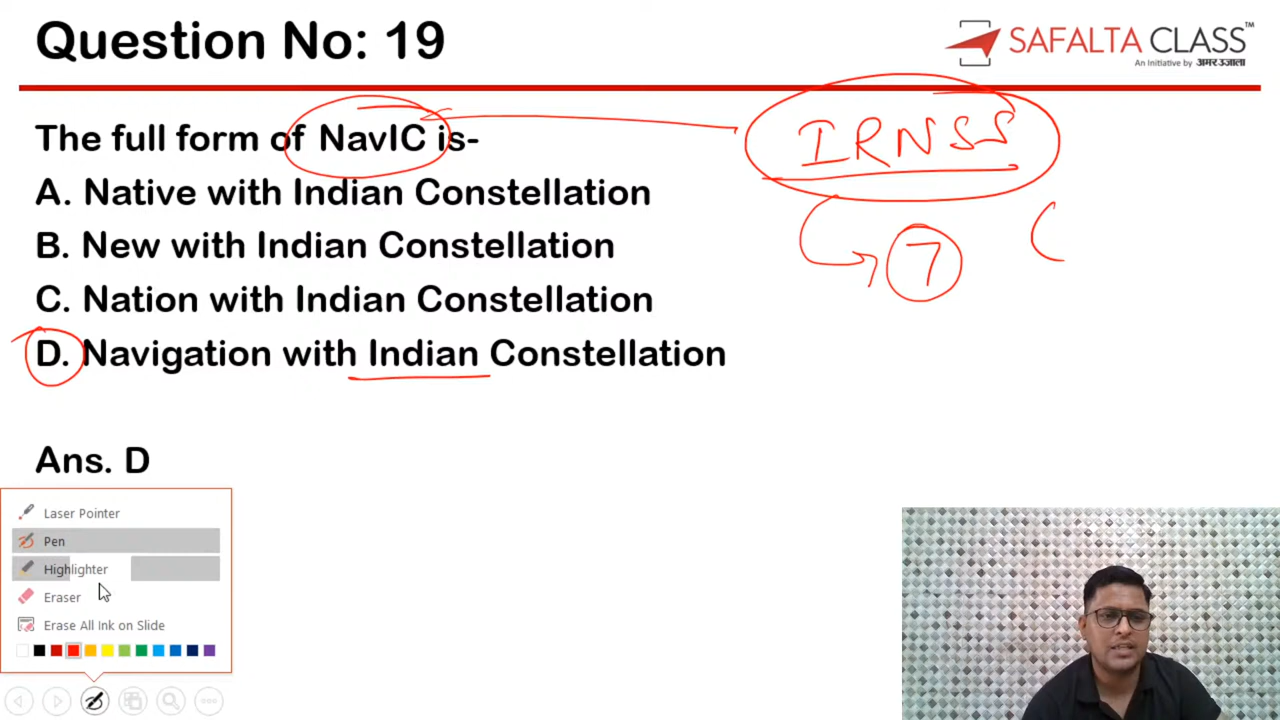 Question No: 19
SAFALTA CLASS™
An Initiative by अमर उजाला
The full form of NavIC is-
IRNSS
A. Native with Indian Constellation
B. New with Indian Constellation
7
C. Nation with Indian Constellation
D. Navigation with Indian Constellation
Ans. D
Laser Pointer
Pen
Highlighter
Eraser
Erase All Ink on Slide